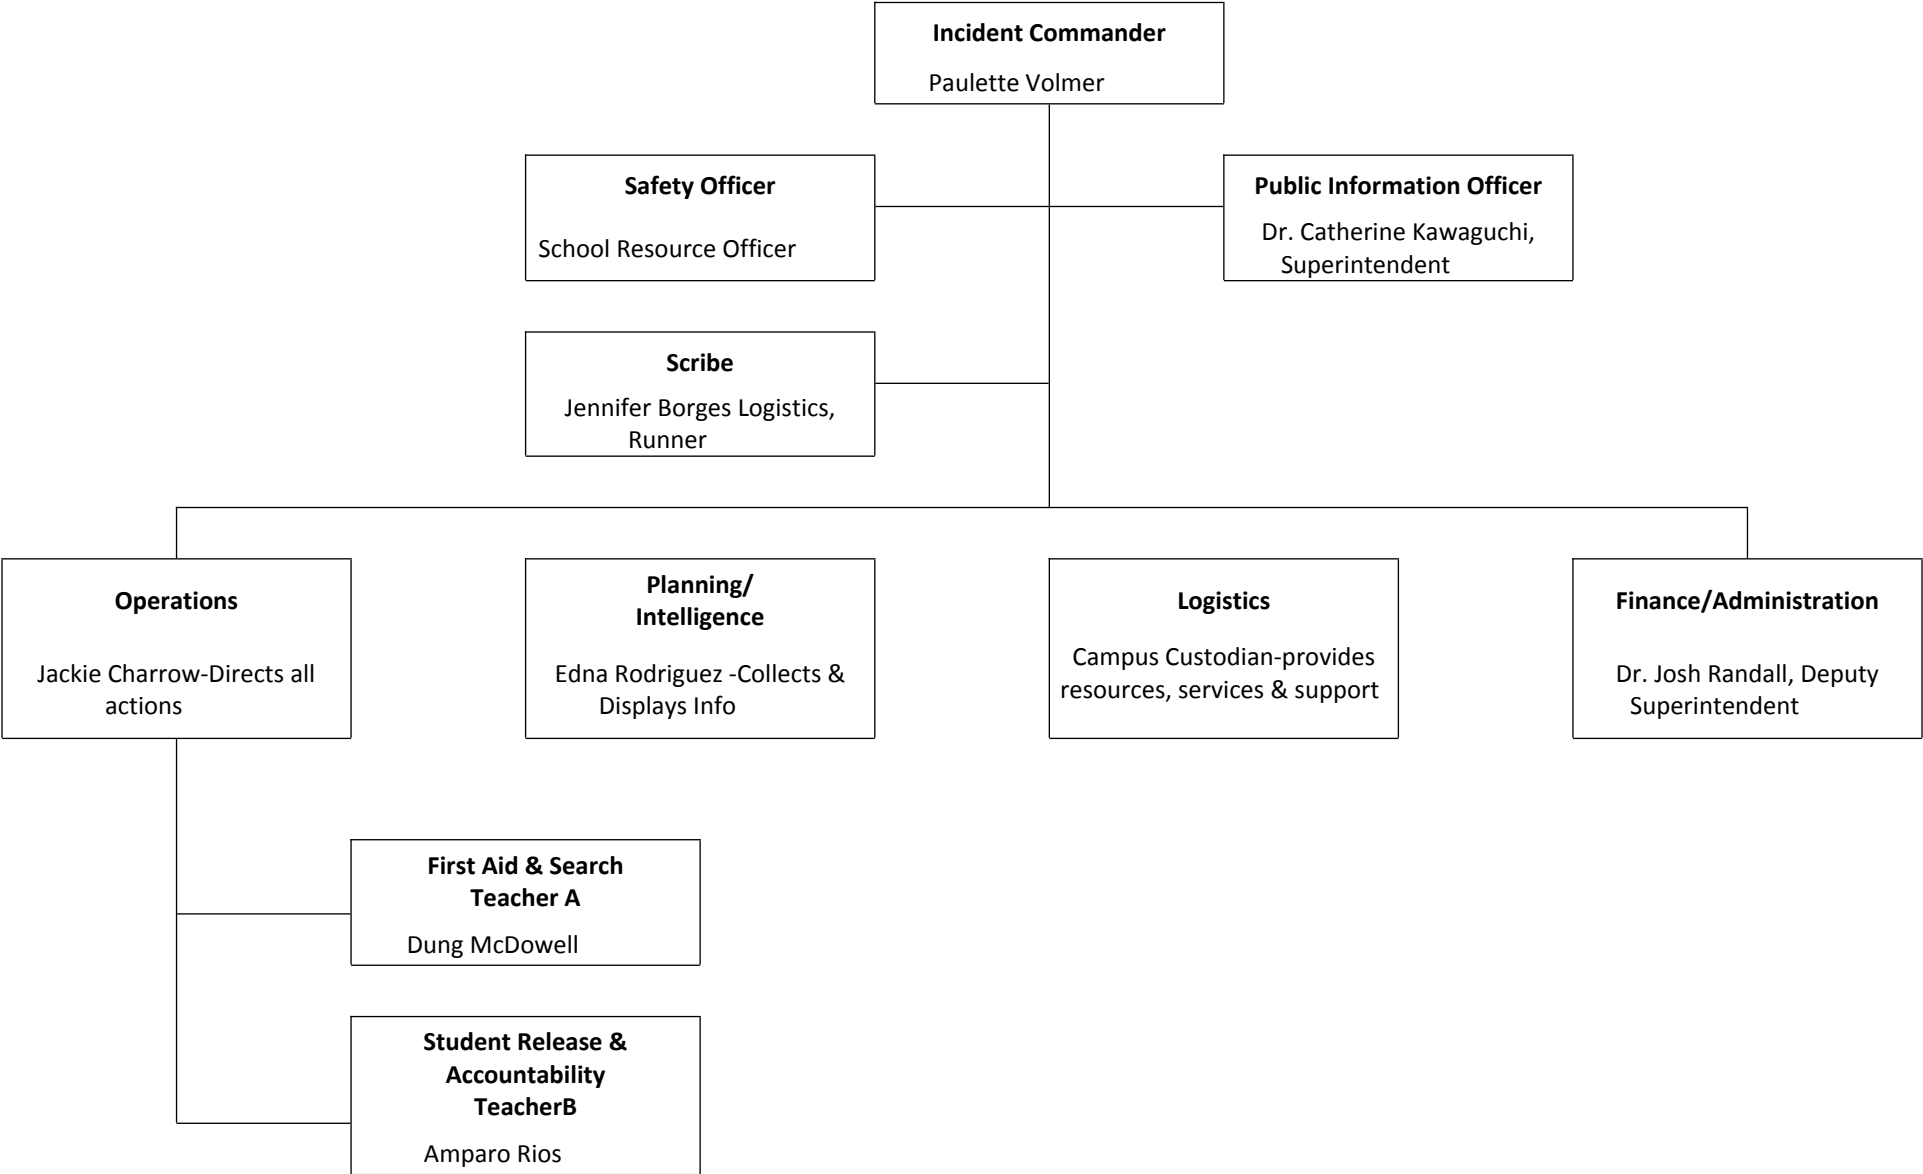 Incident Commander
Paulette Volmer
Safety Officer
School Resource Officer
Public Information Officer
Dr. Catherine Kawaguchi,
Superintendent
Scribe
Jennifer Borges Logistics,
Runner
Operations
Jackie Charrow-Directs all
actions
Planning/
Intelligence
Edna Rodriguez -Collects &
Displays Info
Logistics
Campus Custodian-provides
resources, services & support
Finance/Administration
Dr. Josh Randall, Deputy
Superintendent
First Aid & Search
Teacher A
Dung McDowell
Student Release &
Accountability
TeacherB
Amparo Rios